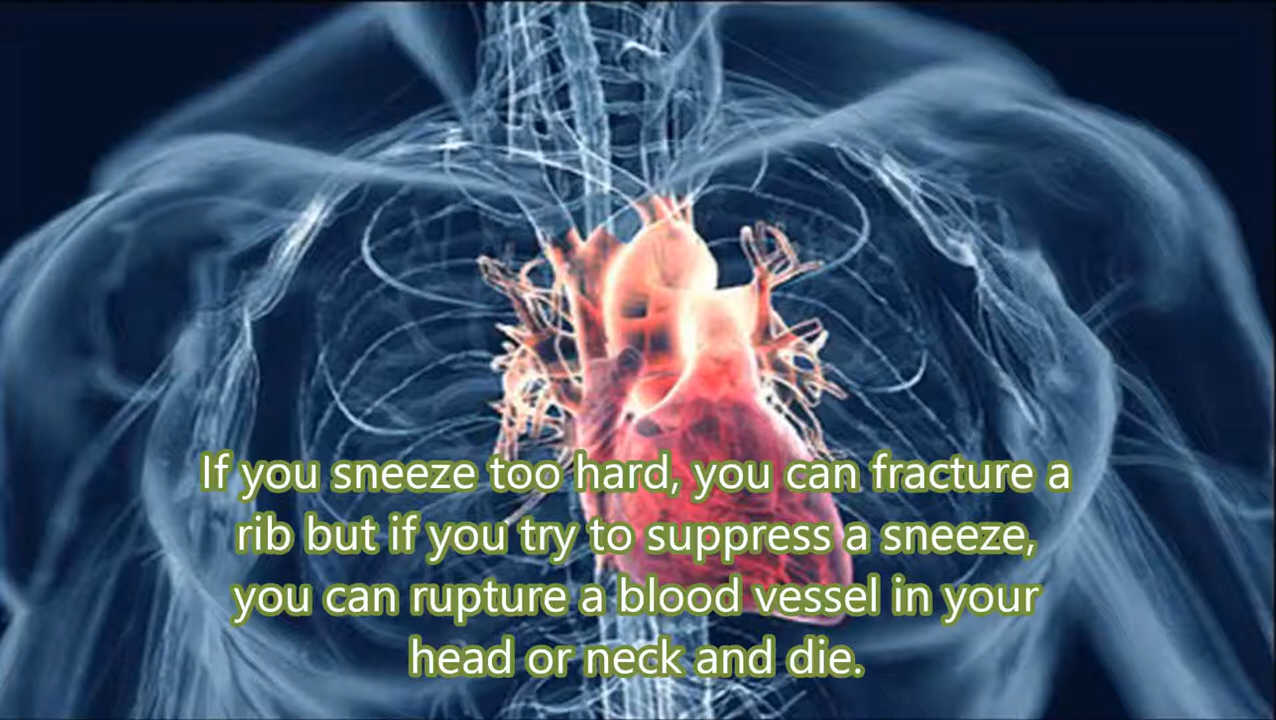 If you sneeze too hard, you can fracture a
rib but if you try to suppress a sneeze,
you can rupture a blood vessel in your
head or neck and die.